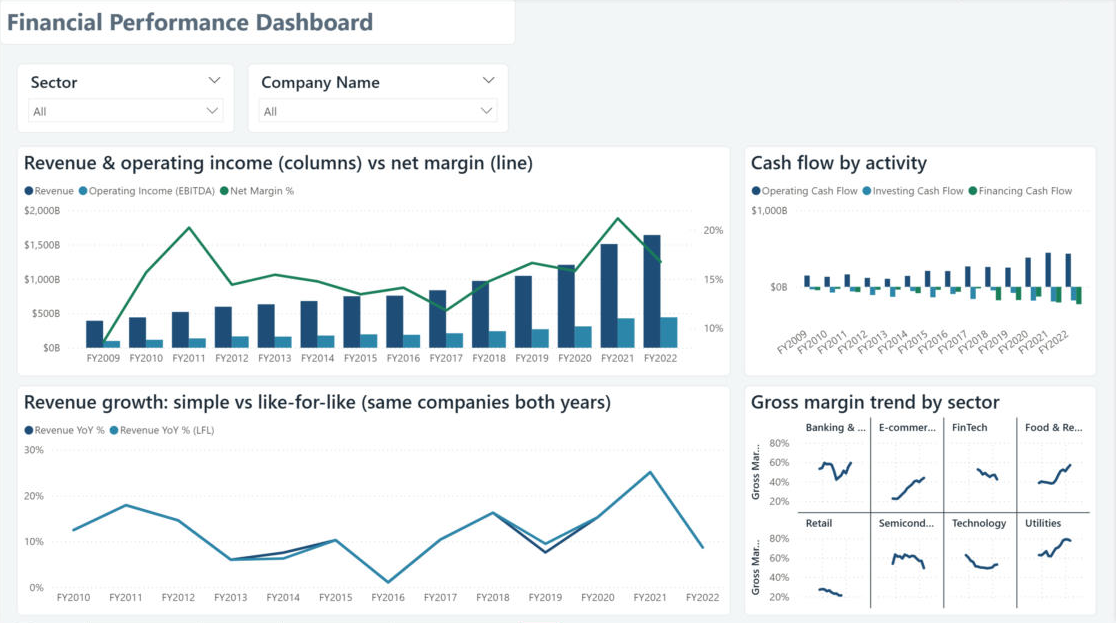 Financial Performance Dashboard
Sector
All
Company Name
All
Revenue & operating income (columns) vs net margin (line)
Revenue Operating Income (EBITDA) Net Margin %
$2,000B
$1,500B
$1,000B
$500B
$0B
20%
15%
10%
FY2009 FY2010 FY2011 FY2012 FY2013 FY2014 FY2015 FY2016 FY2017 FY2018 FY2019 FY2020 FY2021 FY2022
Cash flow by activity
Operating Cash Flow Investing Cash Flow Financing Cash Flow
$1,000B
$0B
FY2009 FY2010 FY2011 FY2012 FY2013 FY2014 FY2015 FY2016 FY2017 FY2018 FY2019 FY2020 FY2021 FY2022
Revenue growth: simple vs like-for-like (same companies both years)
Revenue YoY % Revenue YoY % (LFL)
30%
20%
10%
0%
FY2010 FY2011 FY2012 FY2013 FY2014 FY2015 FY2016 FY2017 FY2018 FY2019 FY2020 FY2021 FY2022
Gross margin trend by sector
Banking & ... E-commer... FinTech Food & Re...
Gross Mar...
80%
60%
40%
20%
Retail Semicond... Technology Utilities
Gross Mar...
80%
60%
40%
20%